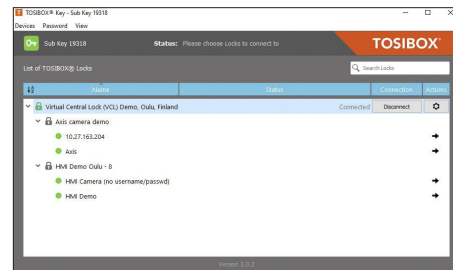 TOSIBOX® Key - Sub Key 19318
Devices Password View
Sub Key 19318 Status: Please choose Locks to connect to TOSIBOX®
List of TOSIBOX® Locks Search Locks
Name Status Connection Actions
Virtual Central Lock (VCL) Demo, Oulu, Finland Connected Disconnect
Axis camera demo
10.27.163.204
Axis
HMI Demo Oulu - 8
HMI Camera (no username/passwd)
HMI Demo
Version 3.0.2